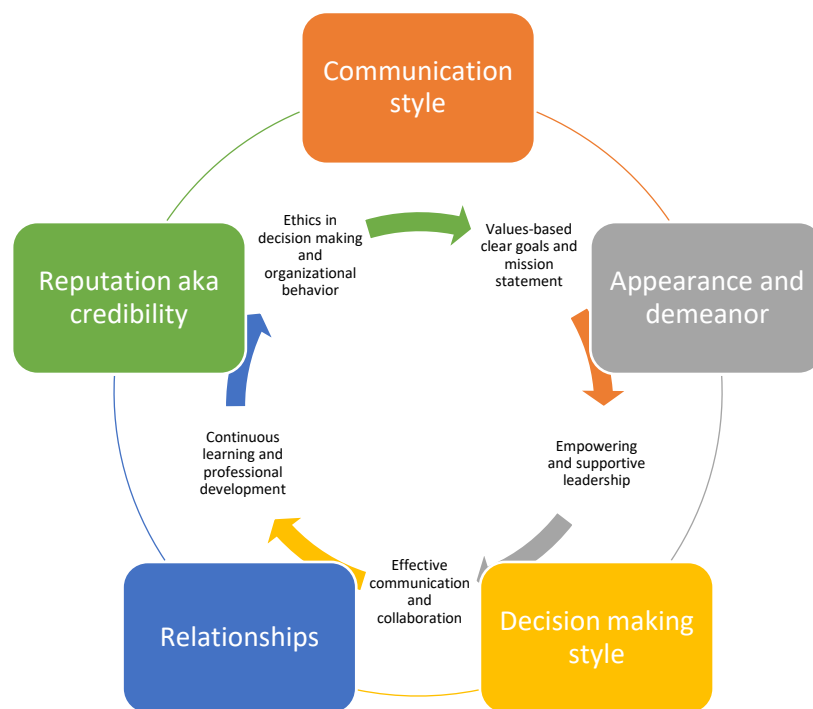 Communication
style
Ethics in
decision making
and
organizational
behavior
Values-based
clear goals and
mission
statement
Reputation aka
credibility
Appearance and
demeanor
Continuous
learning and
professional
development
Empowering
and supportive
leadership
Effective
communication
and
collaboration
Relationships
Decision making
style